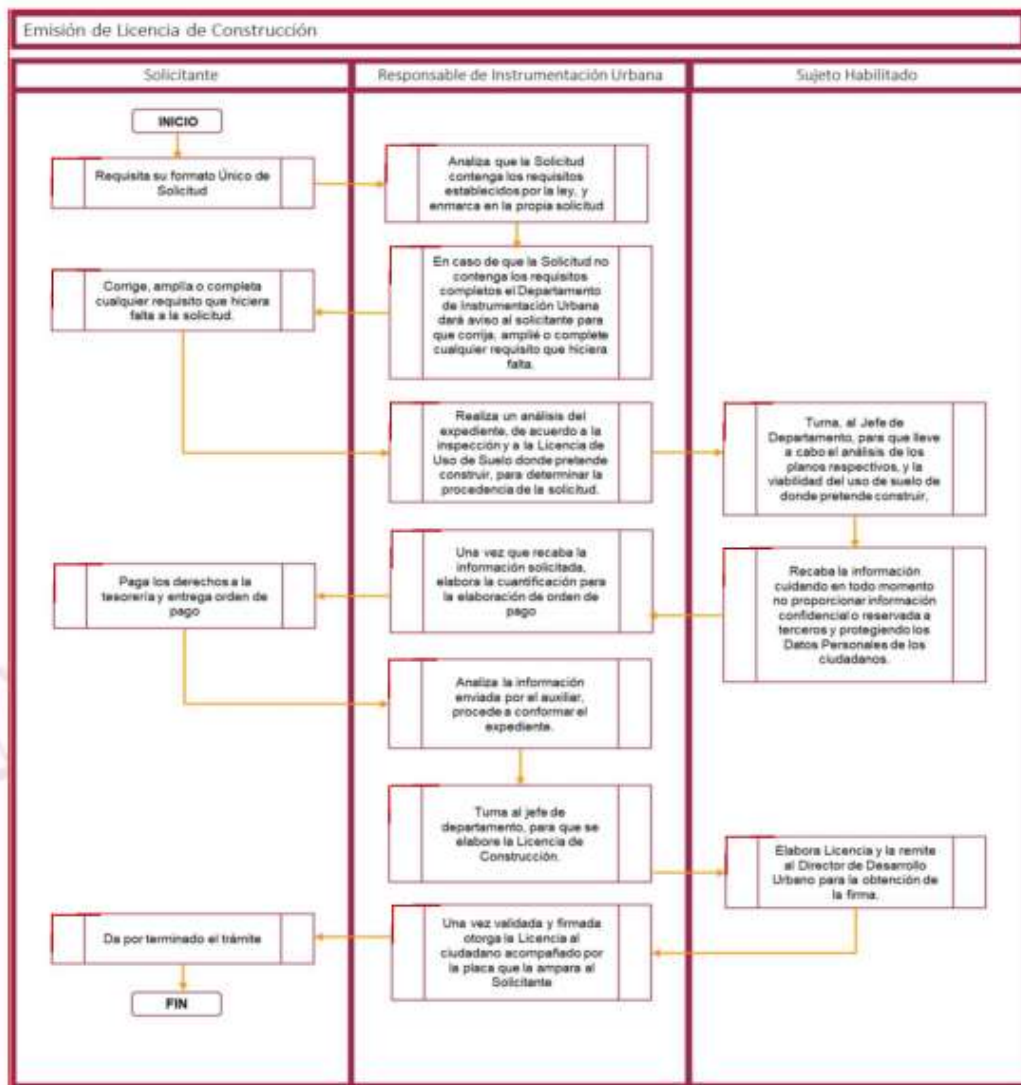 Emisión de Licencia de Construcción
Solicitante
Responsable de Instrumentación Urbana
Sujeto Habilitado
INICIO
Requisita su formato Único de
Solicitud
Analiza que la Solicitud
contenga los requisitos
establecidos por la ley, y
enmarca en la propia solicitud
En caso de que la Solicitud no
contenga los requisitos
completos el Departamento
de Instrumentación Urbana
dará aviso al solicitante para
que corrija, amplié o complete
cualquier requisito que hiciera
falta.
Corrige, amplia o completa
cualquier requisito que hiciera
falta a la solicitud.
Realiza un análisis del
expediente, de acuerdo a la
inspección y a la Licencia de
Uso de Suelo donde pretende
construir, para determinar la
procedencia de la solicitud.
Turna, al Jefe de
Departamento, para que lleve
a cabo el análisis de los
planos respectivos, y la
viabilidad del uso de suelo de
donde pretende construir,
Recaba la información
cuidando en todo momento
no proporcionar información
confidencial o reservada a
terceros y protegiendo los
Datos Personales de los
ciudadanos.
Una vez que recaba la
información solicitada,
elabora la cuantificación para
la elaboración de orden de
pago
Paga los derechos a la
tesorería y entrega orden de
pago
Analiza la información
enviada por el auxiliar,
procede a conformar el
expediente.
Turna al jefe de
departamento, para que se
elabore la Licencia de
Construcción.
Elabora Licencia y la remite
al Director de Desarrollo
Urbano para la obtención de
la firma.
Una vez validada y firmada
otorga la Licencia al
ciudadano acompañado por
la placa que la ampara al
Solicitante
Da por terminado el trámite
FIN